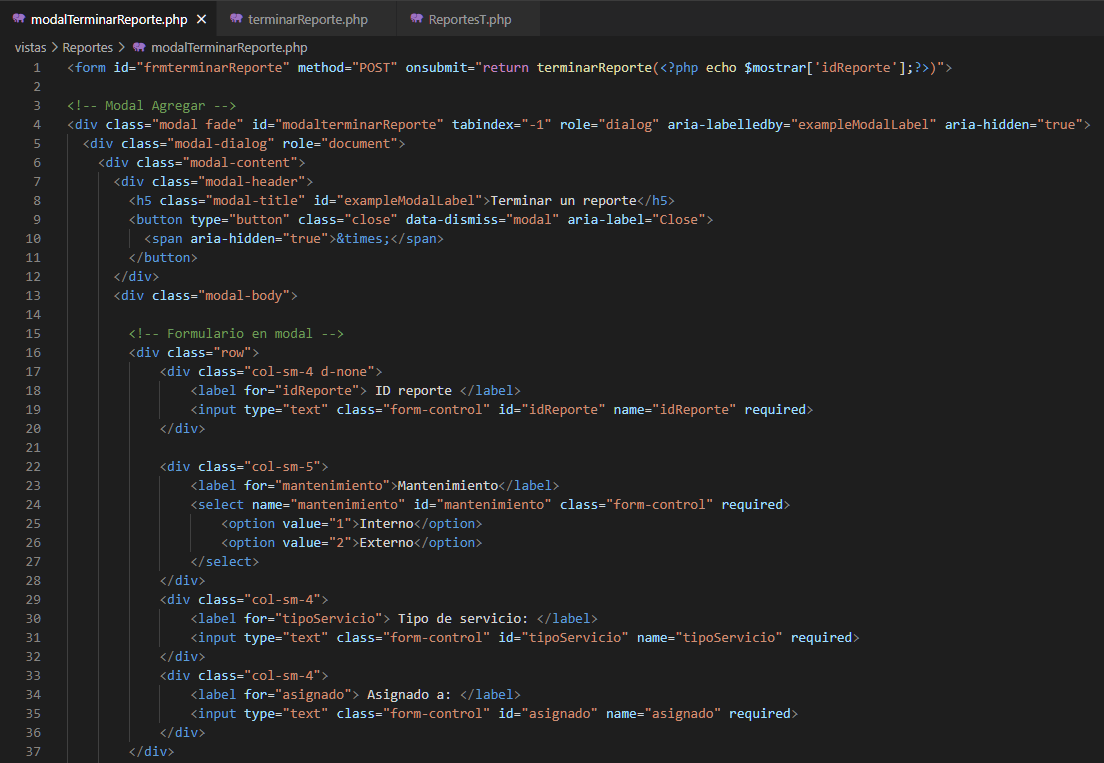 modalTerminarReporte.php × terminarReporte.php ReportesT.php
vistas > Reportes > modalTerminarReporte.php
1 <form id="frmterminarReporte" method="POST" onsubmit="return terminarReporte(<?php echo $mostrar['idReporte'];?>)">
2
3 <!-- Modal Agregar -->
4 <div class="modal fade" id="modalterminarReporte" tabindex="-1" role="dialog" aria-labelledby="exampleModalLabel" aria-hidden="true">
5 <div class="modal-dialog" role="document">
6 <div class="modal-content">
7 <div class="modal-header">
8 <h5 class="modal-title" id="exampleModalLabel">Terminar un reporte</h5>
9 <button type="button" class="close" data-dismiss="modal" aria-label="Close">
10 <span aria-hidden="true">&times;</span>
11 </button>
12 </div>
13 <div class="modal-body">
14
15 <!-- Formulario en modal -->
16 <div class="row">
17 <div class="col-sm-4 d-none">
18 <label for="idReporte"> ID reporte </label>
19 <input type="text" class="form-control" id="idReporte" name="idReporte" required>
20 </div>
21
22 <div class="col-sm-5">
23 <label for="mantenimiento">Mantenimiento</label>
24 <select name="mantenimiento" id="mantenimiento" class="form-control" required>
25 <option value="1">Interno</option>
26 <option value="2">Externo</option>
27 </select>
28 </div>
29 <div class="col-sm-4">
30 <label for="tipoServicio"> Tipo de servicio: </label>
31 <input type="text" class="form-control" id="tipoServicio" name="tipoServicio" required>
32 </div>
33 <div class="col-sm-4">
34 <label for="asignado"> Asignado a: </label>
35 <input type="text" class="form-control" id="asignado" name="asignado" required>
36 </div>
37 </div>